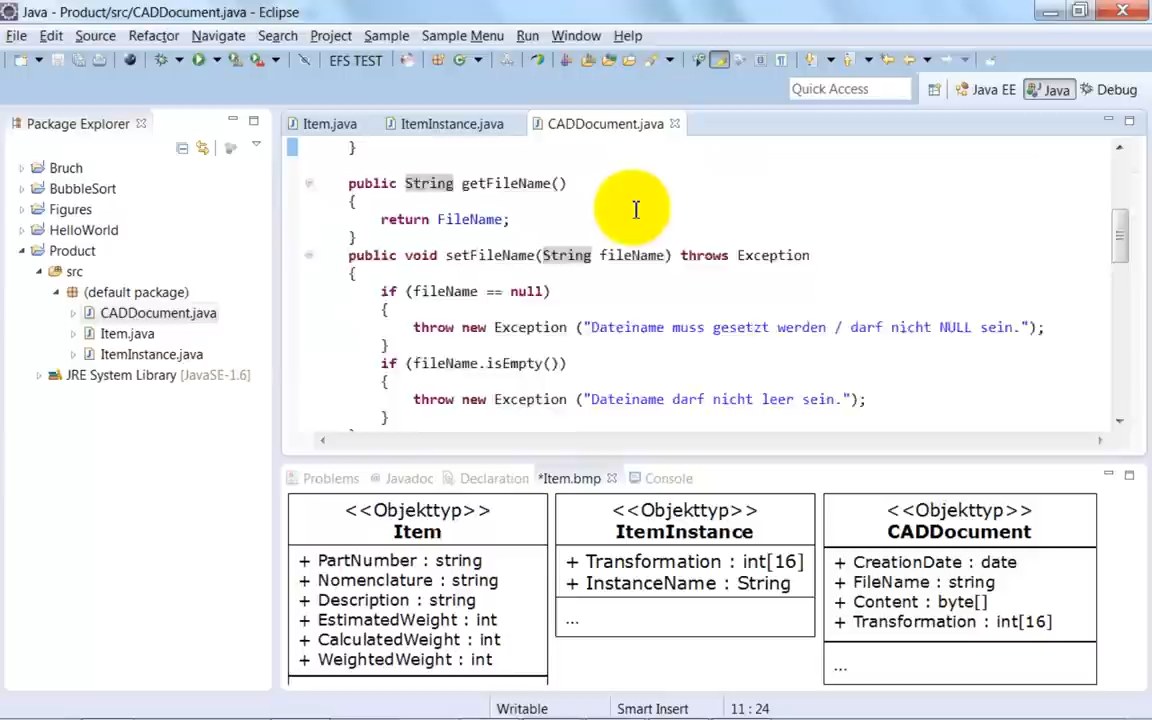 Java - Product/src/CADDocument.java - Eclipse
File Edit Source Refactor Navigate Search Project Sample Sample Menu Run Window Help
EFS TEST
Quick Access Java EE Java Debug
Package Explorer
Bruch
BubbleSort
Figures
HelloWorld
Product
src
(default package)
CADDocument.java
Item.java
ItemInstance.java
JRE System Library [JavaSE-1.6]
Item.java ItemInstance.java CADDocument.java
}
public String getFileName()
{
return FileName;
}
public void setFileName(String fileName) throws Exception
{
if (fileName == null)
{
throw new Exception ("Dateiname muss gesetzt werden / darf nicht NULL sein.");
}
if (fileName.isEmpty())
{
throw new Exception ("Dateiname darf nicht leer sein.");
}
Problems Javadoc Declaration *Item.bmp Console
<<Objekttyp>>
Item
+ PartNumber : string
+ Nomenclature : string
+ Description : string
+ EstimatedWeight : int
+ CalculatedWeight : int
+ WeightedWeight : int
<<Objekttyp>>
ItemInstance
+ Transformation : int[16]
+ InstanceName : String
...
<<Objekttyp>>
CADDocument
+ CreationDate : date
+ FileName : string
+ Content : byte[]
+ Transformation : int[16]
...
Writable Smart Insert 11 : 24